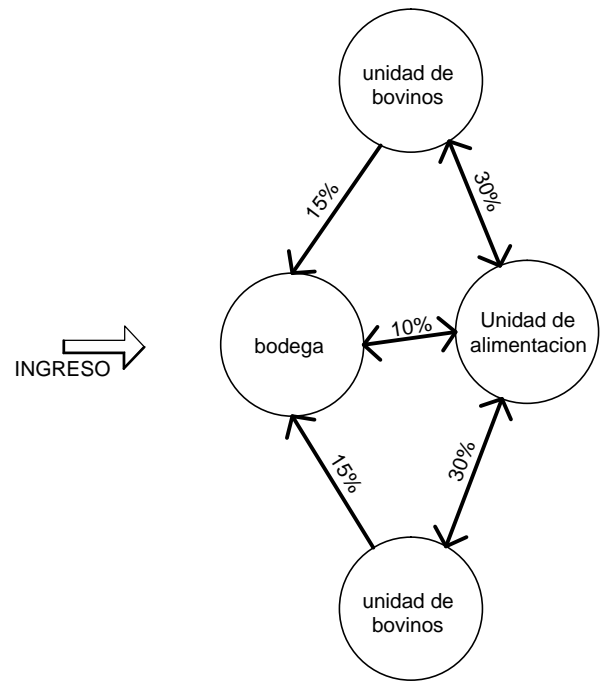 unidad de
bovinos
15%
30%
INGRESO
bodega
10%
Unidad de
alimentacion
15%
30%
unidad de
bovinos